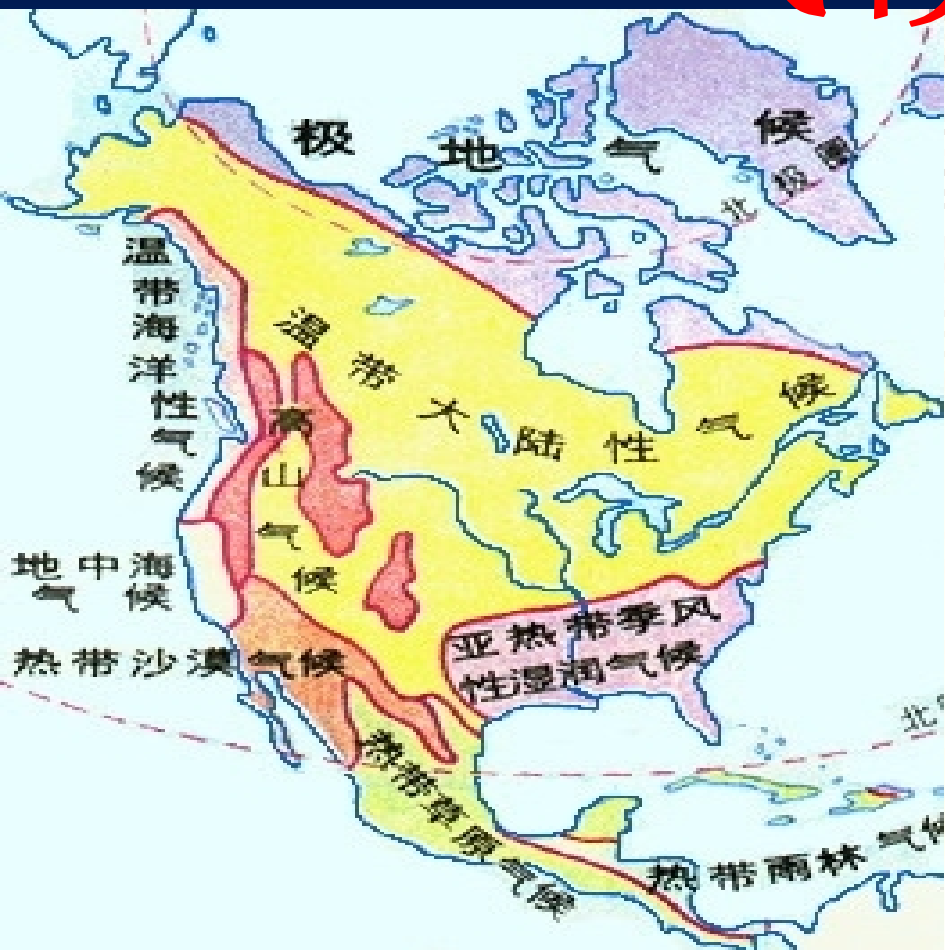 极地气候
北极圈
温带海洋性气候
温带大陆性气候
高山气候
地中海
气候
亚热带季风
性湿润气候
热带沙漠气候
北
热带草原气候
热带雨林气候